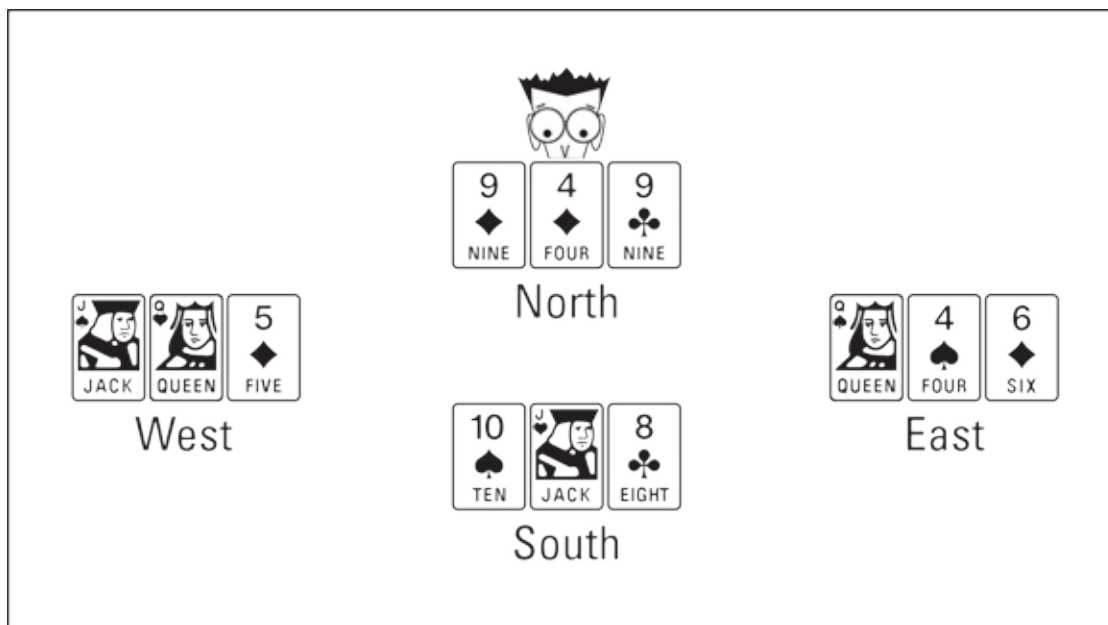 9 4 9
NINE FOUR NINE
North
J Q 5
JACK QUEEN FIVE
West
Q 4 6
QUEEN FOUR SIX
East
10 J 8
TEN JACK EIGHT
South